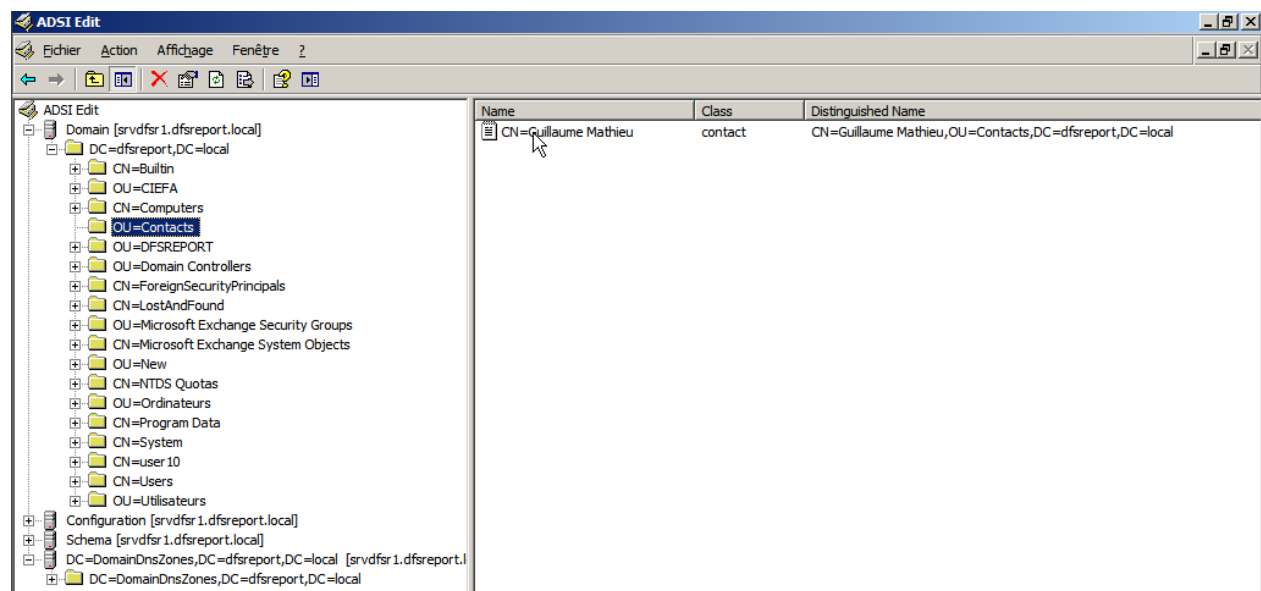 ADSI Edit
Fichier Action Affichage Fenêtre ?
ADSI Edit
Domain [srvdfsr1.dfsreport.local]
DC=dfsreport,DC=local
CN=Builtin
OU=CIEFA
CN=Computers
OU=Contacts
OU=DFSREPORT
OU=Domain Controllers
CN=ForeignSecurityPrincipals
CN=LostAndFound
OU=Microsoft Exchange Security Groups
CN=Microsoft Exchange System Objects
OU=New
CN=NTDS Quotas
OU=Ordinateurs
CN=Program Data
CN=System
CN=user10
CN=Users
OU=Utilisateurs
Configuration [srvdfsr1.dfsreport.local]
Schema [srvdfsr1.dfsreport.local]
DC=DomainDnsZones,DC=dfsreport,DC=local [srvdfsr1.dfsreport.l
DC=DomainDnsZones,DC=dfsreport,DC=local
Name Class Distinguished Name
CN=Guillaume Mathieu contact CN=Guillaume Mathieu,OU=Contacts,DC=dfsreport,DC=local